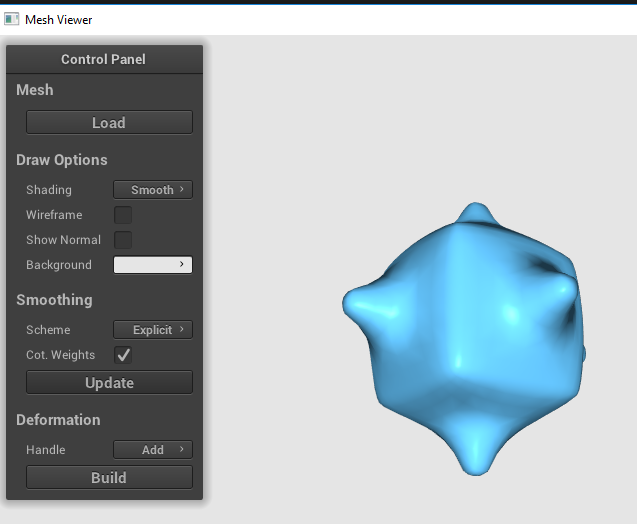 Mesh Viewer
Control Panel
Mesh
Load
Draw Options
Shading Smooth
Wireframe
Show Normal
Background
Smoothing
Scheme Explicit
Cot. Weights
Update
Deformation
Handle Add
Build